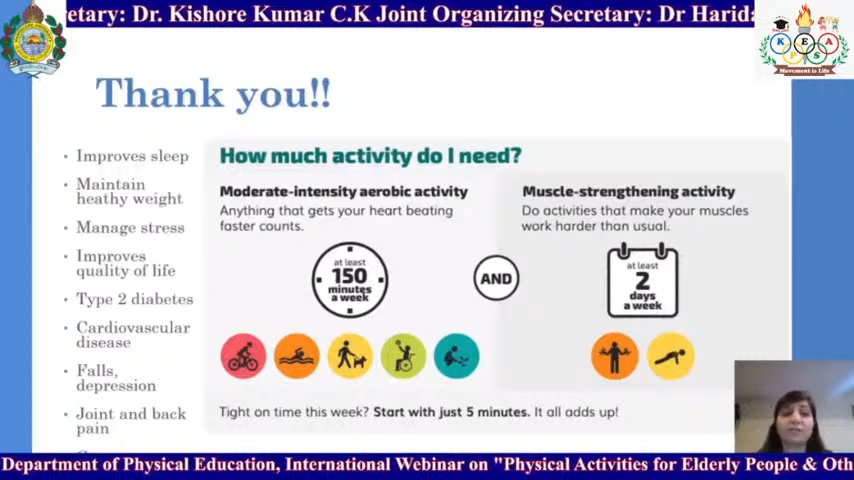 etary: Dr. Kishore Kumar C.K Joint Organizing Secretary: Dr Harida
K E A
P S
Movement is Life
Thank you!!
• Improves sleep
• Maintain
heathy weight
• Manage stress
• Improves
quality of life
• Type 2 diabetes
• Cardiovascular
disease
• Falls,
depression
• Joint and back
pain
How much activity do I need?
Moderate-intensity aerobic activity
Anything that gets your heart beating
faster counts.
at least
150
minutes
a week
AND
Muscle-strengthening activity
Do activities that make your muscles
work harder than usual.
at least
2
days
a week
Tight on time this week? Start with just 5 minutes. It all adds up!
Department of Physical Education, International Webinar on "Physical Activities for Elderly People & Oth